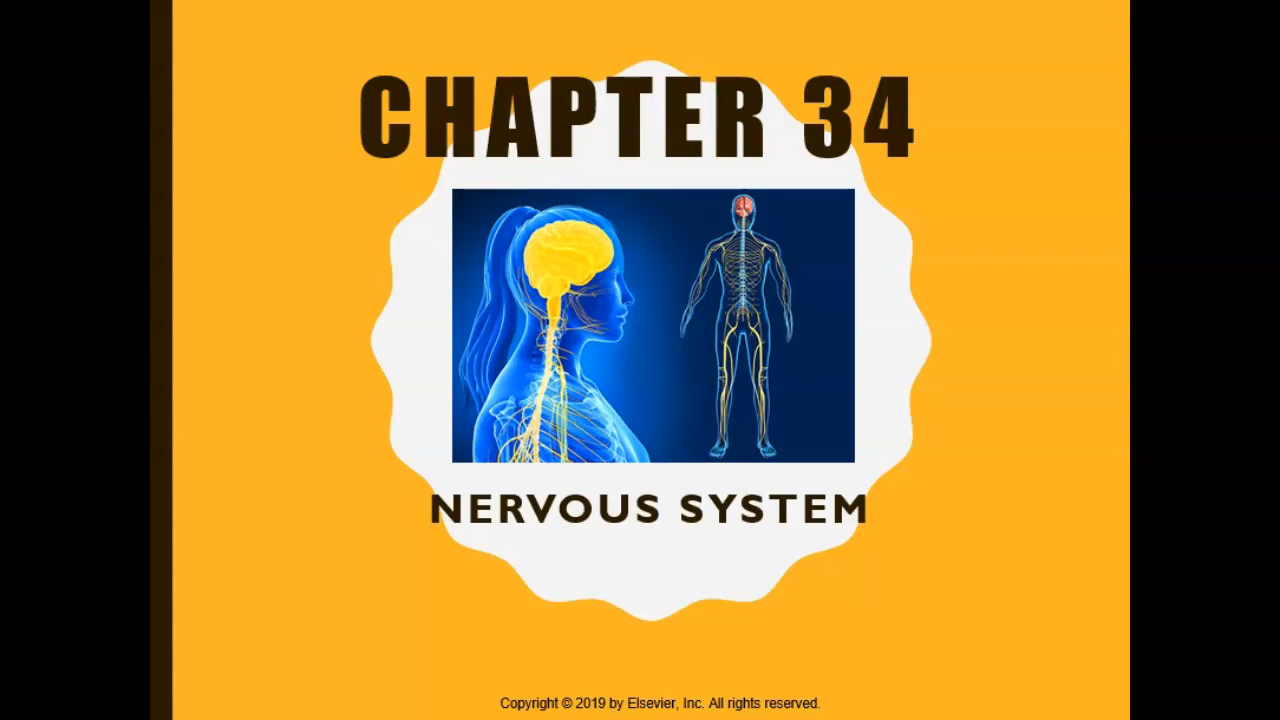 CHAPTER 34
NERVOUS SYSTEM
Copyright © 2019 by Elsevier, Inc. All rights reserved.